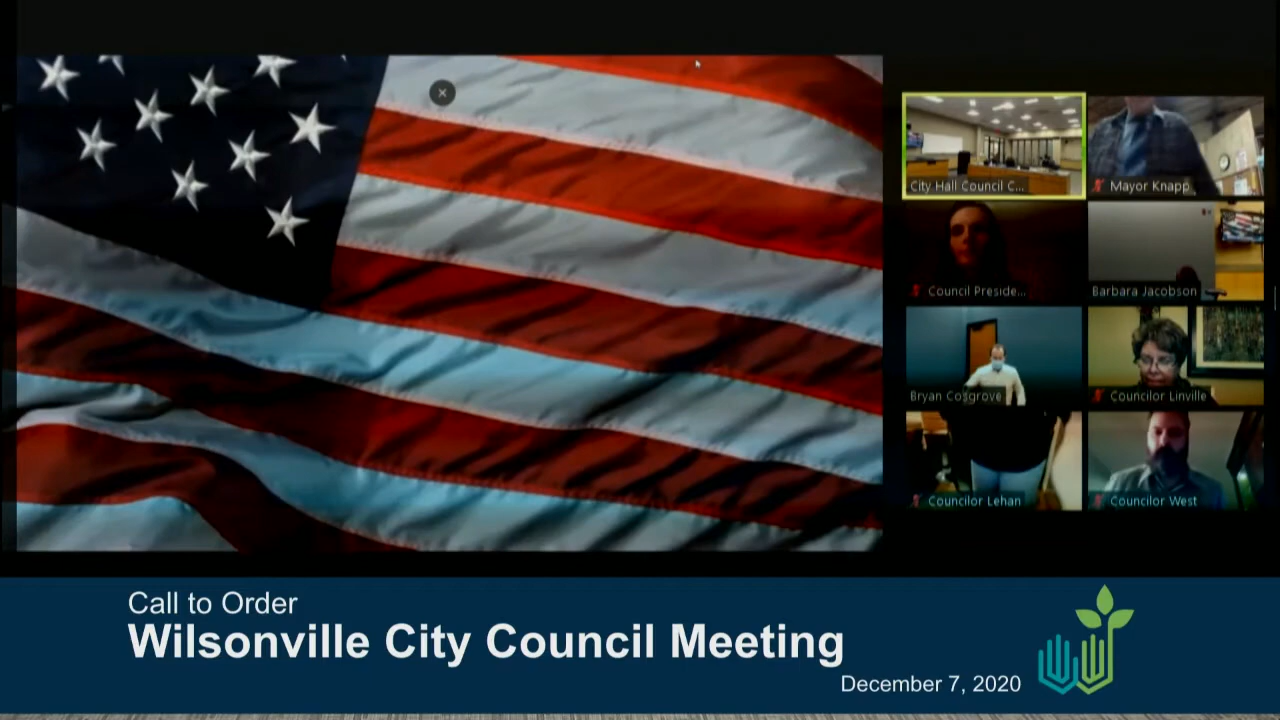 City Hall Council C...
Mayor Knapp
Council Preside...
Barbara Jacobson
Bryan Cosgrove
Councilor Linville
Councilor Lehan
Councilor West
Call to Order
Wilsonville City Council Meeting
December 7, 2020